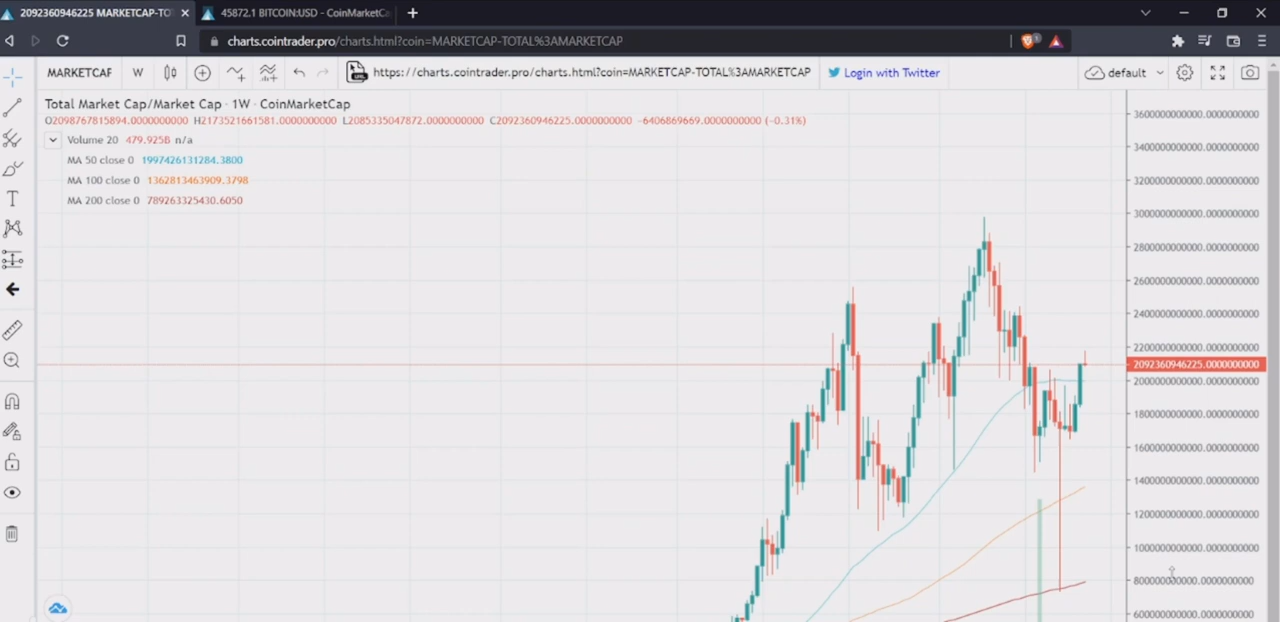 2092360946225 MARKETCAP-TO
45872.1 BITCOIN:USD - CoinMarketCa
charts.cointrader.pro/charts.html?coin=MARKETCAP-TOTAL%3AMARKETCAP
MARKETCAP W https://charts.cointrader.pro/charts.html?coin=MARKETCAP-TOTAL%3AMARKETCAP Login with Twitter default
Total Market Cap/Market Cap · 1W · CoinMarketCap
O2098767815894.0000000000 H2173521661581.0000000000 L2085335047872.0000000000 C2092360946225.0000000000 -6406869669.0000000000 (-0.31%)
Volume 20 479.925B n/a
MA 50 close 0 1997426131284.3800
MA 100 close 0 1362813463909.3798
MA 200 close 0 789263325430.6050
3600000000000.0000000000
3400000000000.0000000000
3200000000000.0000000000
3000000000000.0000000000
2800000000000.0000000000
2600000000000.0000000000
2400000000000.0000000000
2200000000000.0000000000
2092360946225.0000000000
2000000000000.0000000000
1800000000000.0000000000
1600000000000.0000000000
1400000000000.0000000000
1200000000000.0000000000
1000000000000.0000000000
800000000000.0000000000
600000000000.0000000000